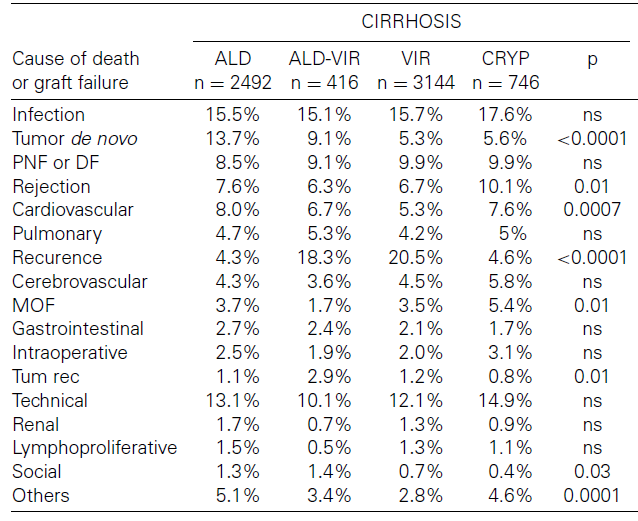 CIRRHOSIS
Cause of death ALD ALD-VIR VIR CRYP p
or graft failure n = 2492 n = 416 n = 3144 n = 746
Infection 15.5% 15.1% 15.7% 17.6% ns
Tumor de novo 13.7% 9.1% 5.3% 5.6% <0.0001
PNF or DF 8.5% 9.1% 9.9% 9.9% ns
Rejection 7.6% 6.3% 6.7% 10.1% 0.01
Cardiovascular 8.0% 6.7% 5.3% 7.6% 0.0007
Pulmonary 4.7% 5.3% 4.2% 5% ns
Recurence 4.3% 18.3% 20.5% 4.6% <0.0001
Cerebrovascular 4.3% 3.6% 4.5% 5.8% ns
MOF 3.7% 1.7% 3.5% 5.4% 0.01
Gastrointestinal 2.7% 2.4% 2.1% 1.7% ns
Intraoperative 2.5% 1.9% 2.0% 3.1% ns
Tum rec 1.1% 2.9% 1.2% 0.8% 0.01
Technical 13.1% 10.1% 12.1% 14.9% ns
Renal 1.7% 0.7% 1.3% 0.9% ns
Lymphoproliferative 1.5% 0.5% 1.3% 1.1% ns
Social 1.3% 1.4% 0.7% 0.4% 0.03
Others 5.1% 3.4% 2.8% 4.6% 0.0001